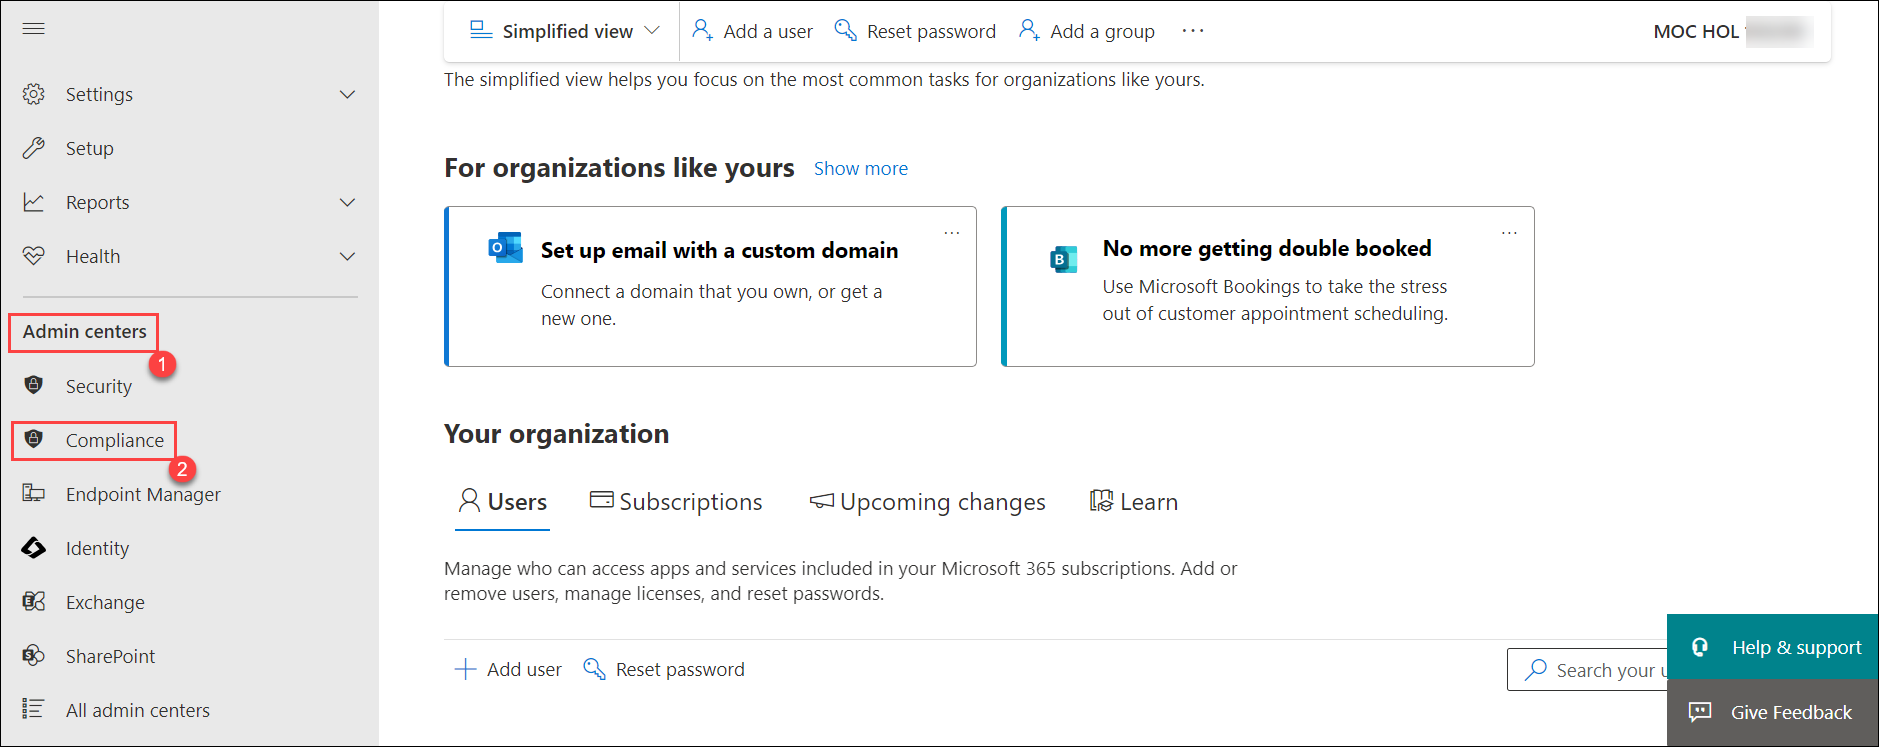 Simplified view
Add a user
Reset password
Add a group
...
MOC HOL
The simplified view helps you focus on the most common tasks for organizations like yours.
Settings
Setup
Reports
Health
Admin centers
1
Security
Compliance
2
Endpoint Manager
Identity
Exchange
SharePoint
All admin centers
For organizations like yours Show more
...
Set up email with a custom domain
Connect a domain that you own, or get a
new one.
...
No more getting double booked
Use Microsoft Bookings to take the stress
out of customer appointment scheduling.
Your organization
Users
Subscriptions
Upcoming changes
Learn
Manage who can access apps and services included in your Microsoft 365 subscriptions. Add or
remove users, manage licenses, and reset passwords.
Add user
Reset password
Search your
Help & support
Give Feedback